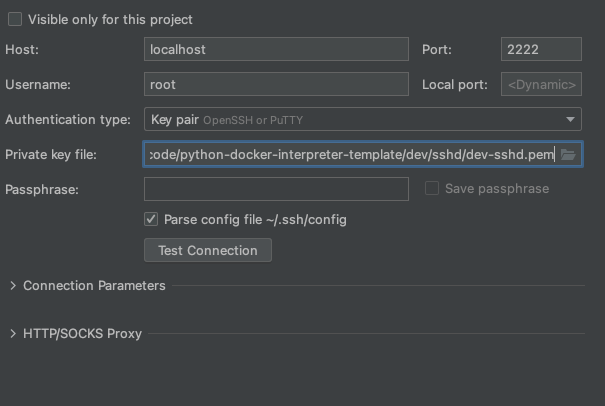 Visible only for this project
Host: localhost Port: 2222
Username: root Local port: <Dynamic>
Authentication type: Key pair OpenSSH or PuTTY
Private key file: :ode/python-docker-interpreter-template/dev/sshd/dev-sshd.pem
Passphrase: Save passphrase
Parse config file ~/.ssh/config
Test Connection
Connection Parameters
HTTP/SOCKS Proxy